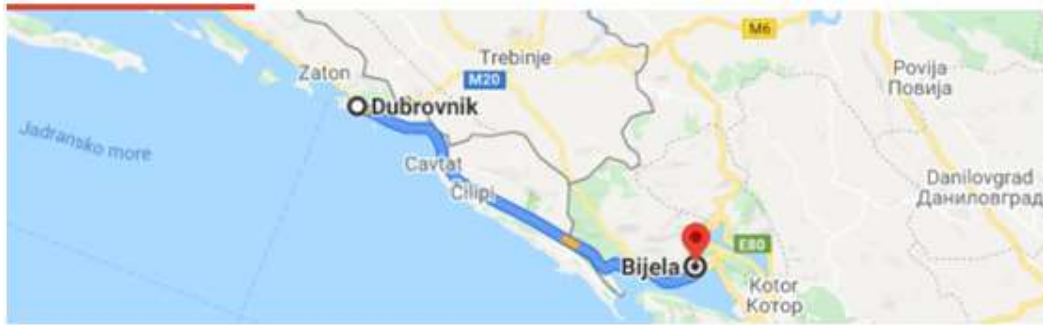 M6
Trebinje
Zaton
M20
Povija
Повија
Dubrovnik
Jadransko more
Cavtat
Čilipi
Danilovgrad
Даниловград
E80
Bijela
Kotor
Котор